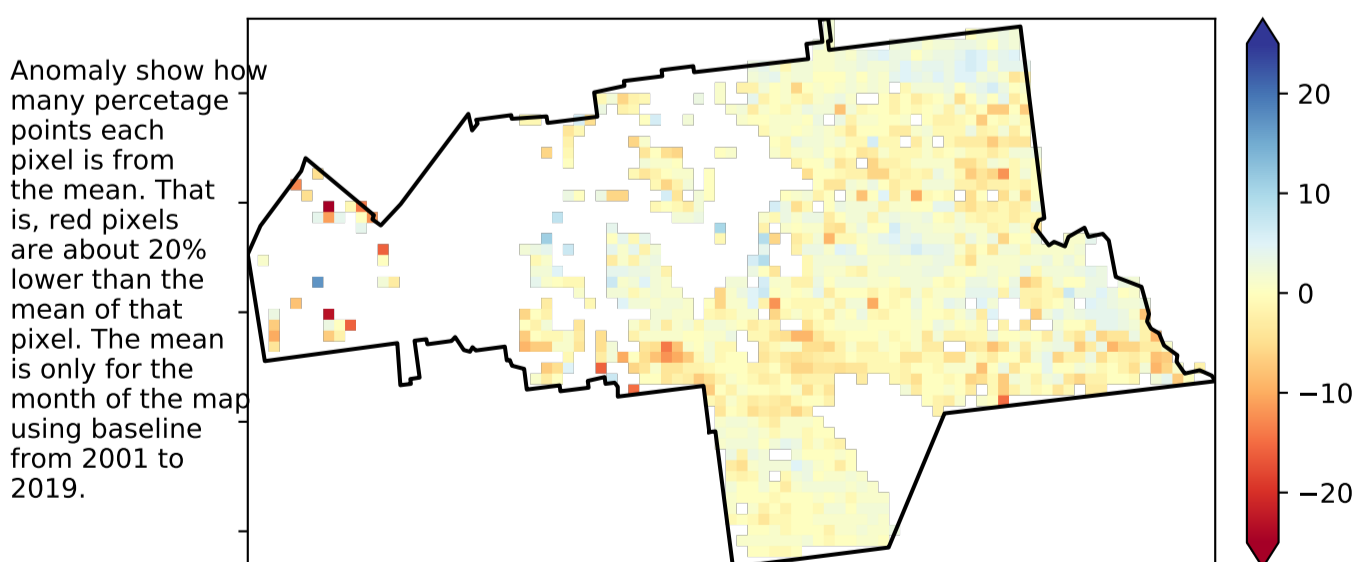 Anomaly show how
many percetage
points each
pixel is from
the mean. That
is, red pixels
are about 20%
lower than the
mean of that
pixel. The mean
is only for the
month of the map
using baseline
from 2001 to
2019.
20
10
0
−10
−20